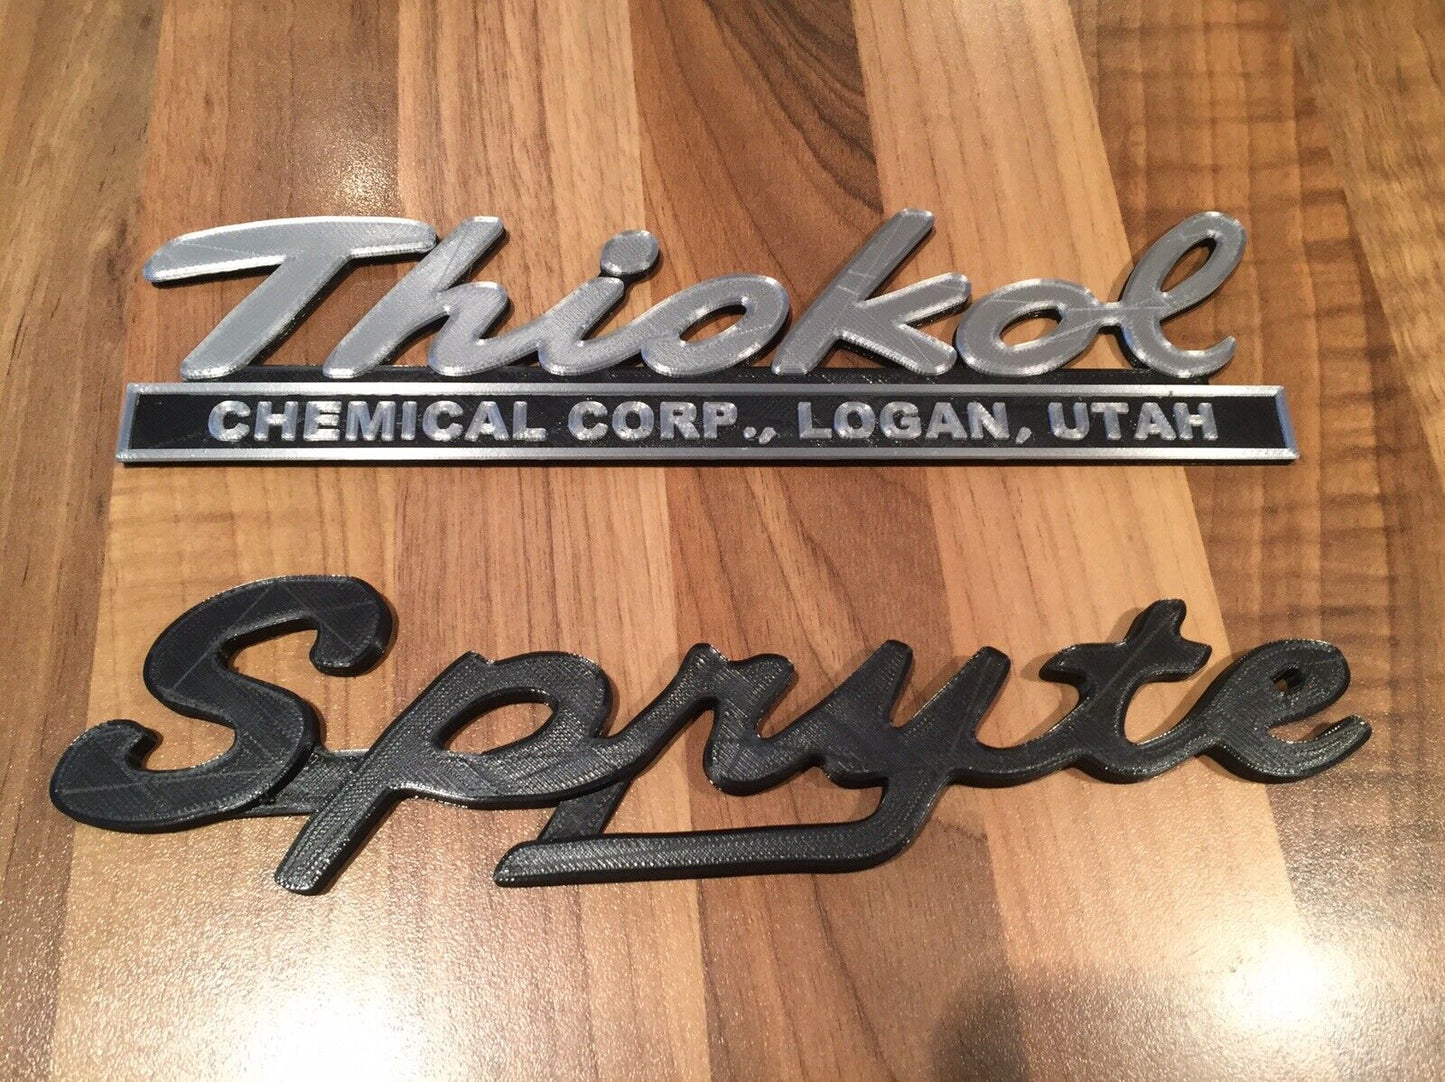 Thiokol
CHEMICAL CORP., LOGAN, UTAH
Spryte